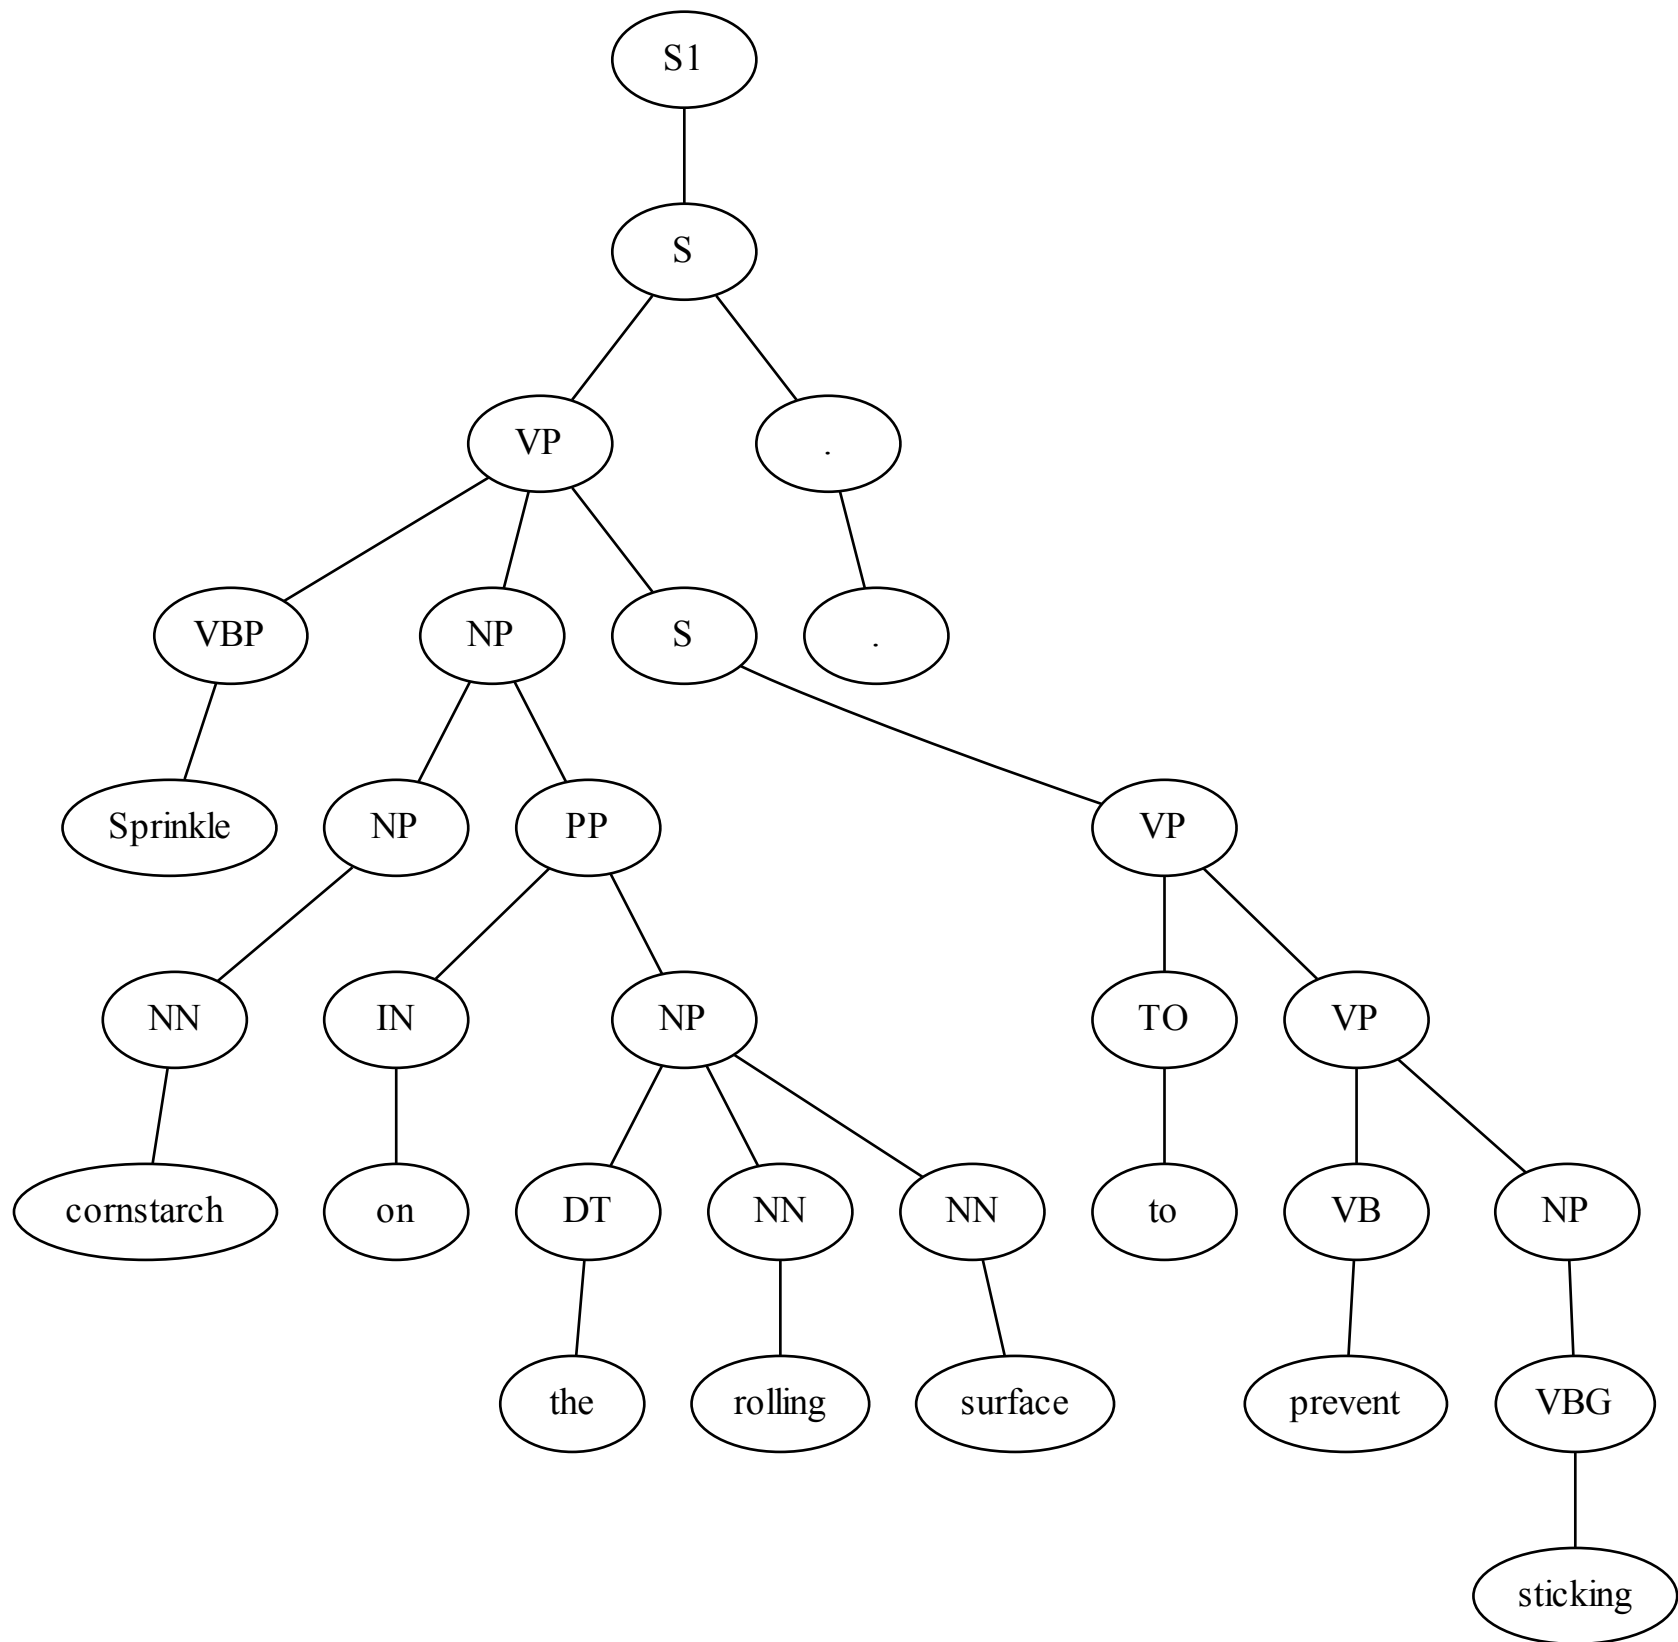 S1
S
VP .
VBP NP S .
Sprinkle NP PP VP
NN IN NP TO VP
cornstarch on DT NN NN to VB NP
the rolling surface prevent VBG
sticking